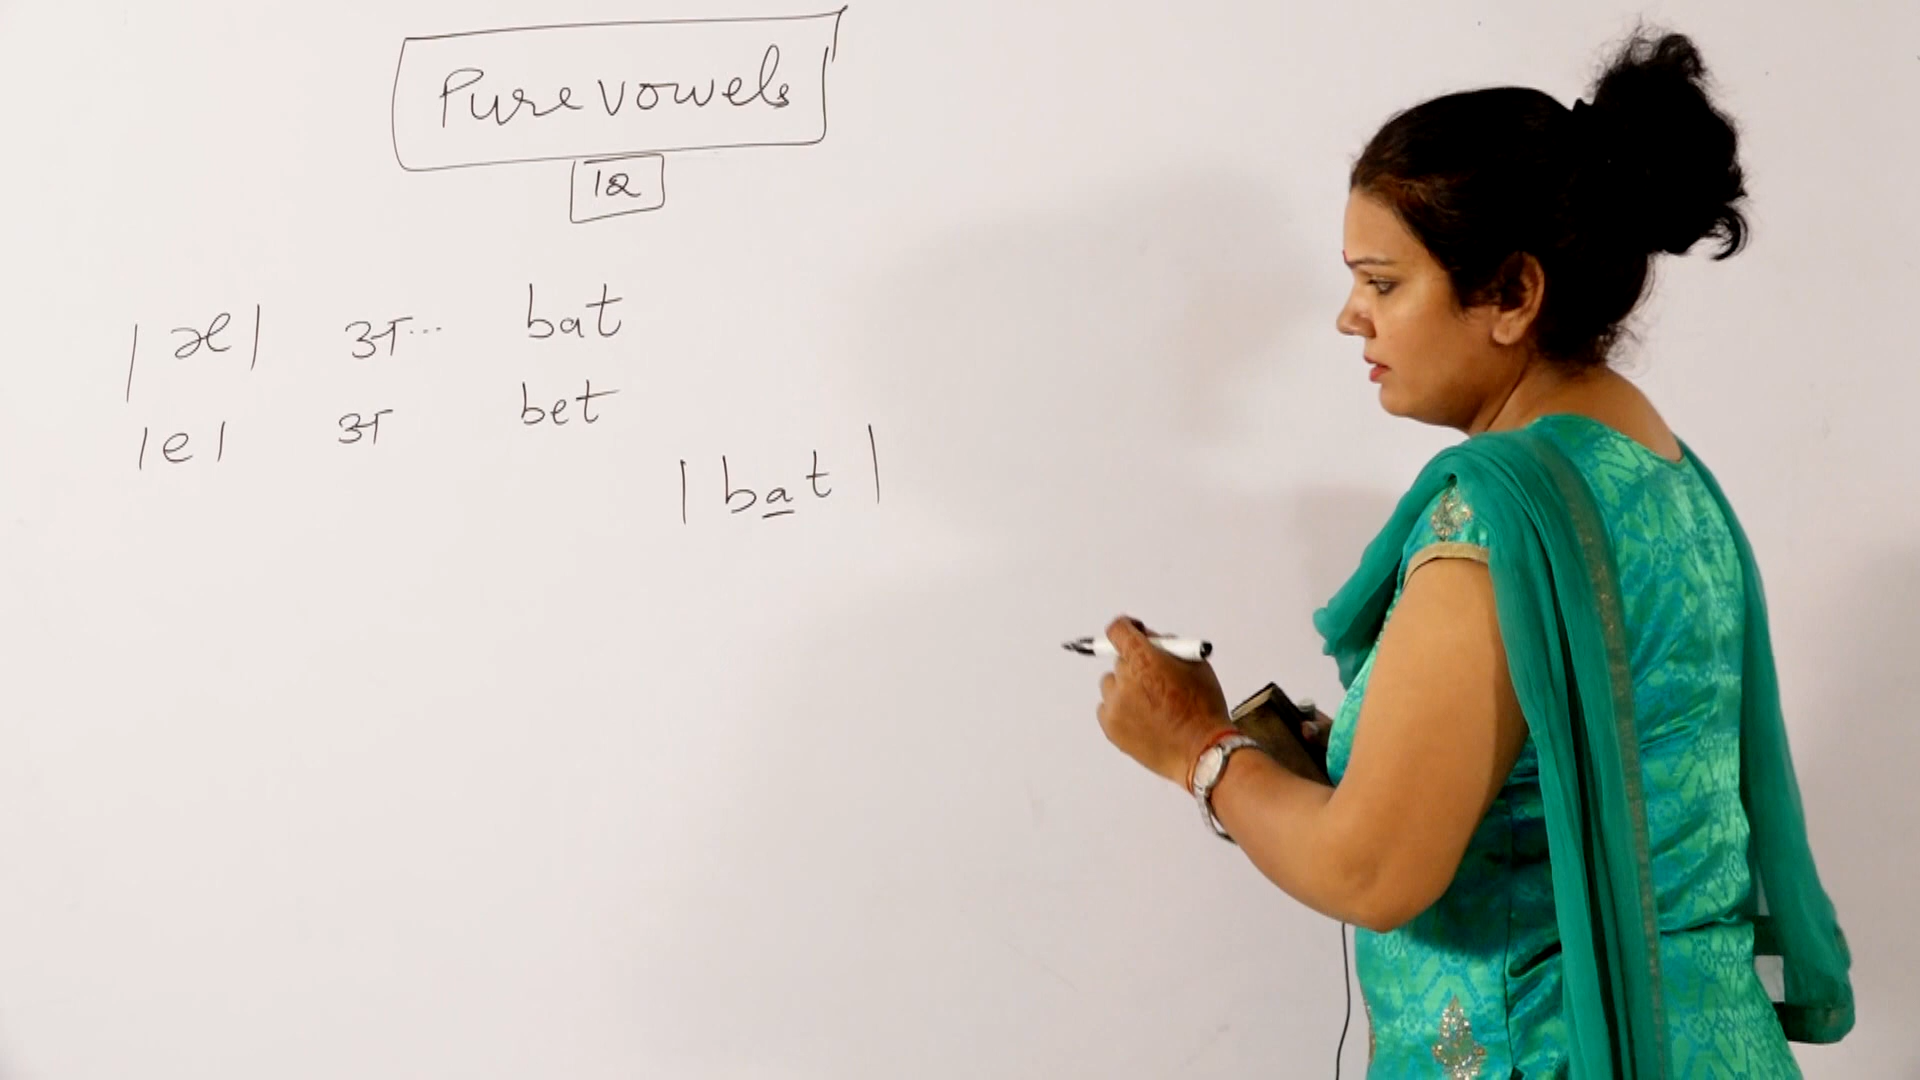 Pure vowels
12
/æ/ अ... bat
/e/ अ bet
/bat/